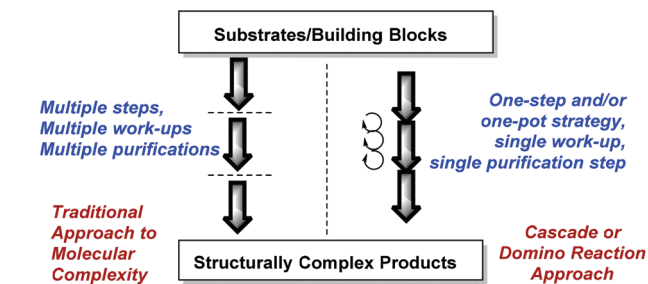 Substrates/Building Blocks
Multiple steps,
Multiple work-ups
Multiple purifications
One-step and/or
one-pot strategy,
single work-up,
single purification step
Traditional
Approach to
Molecular
Complexity
Structurally Complex Products
Cascade or
Domino Reaction
Approach